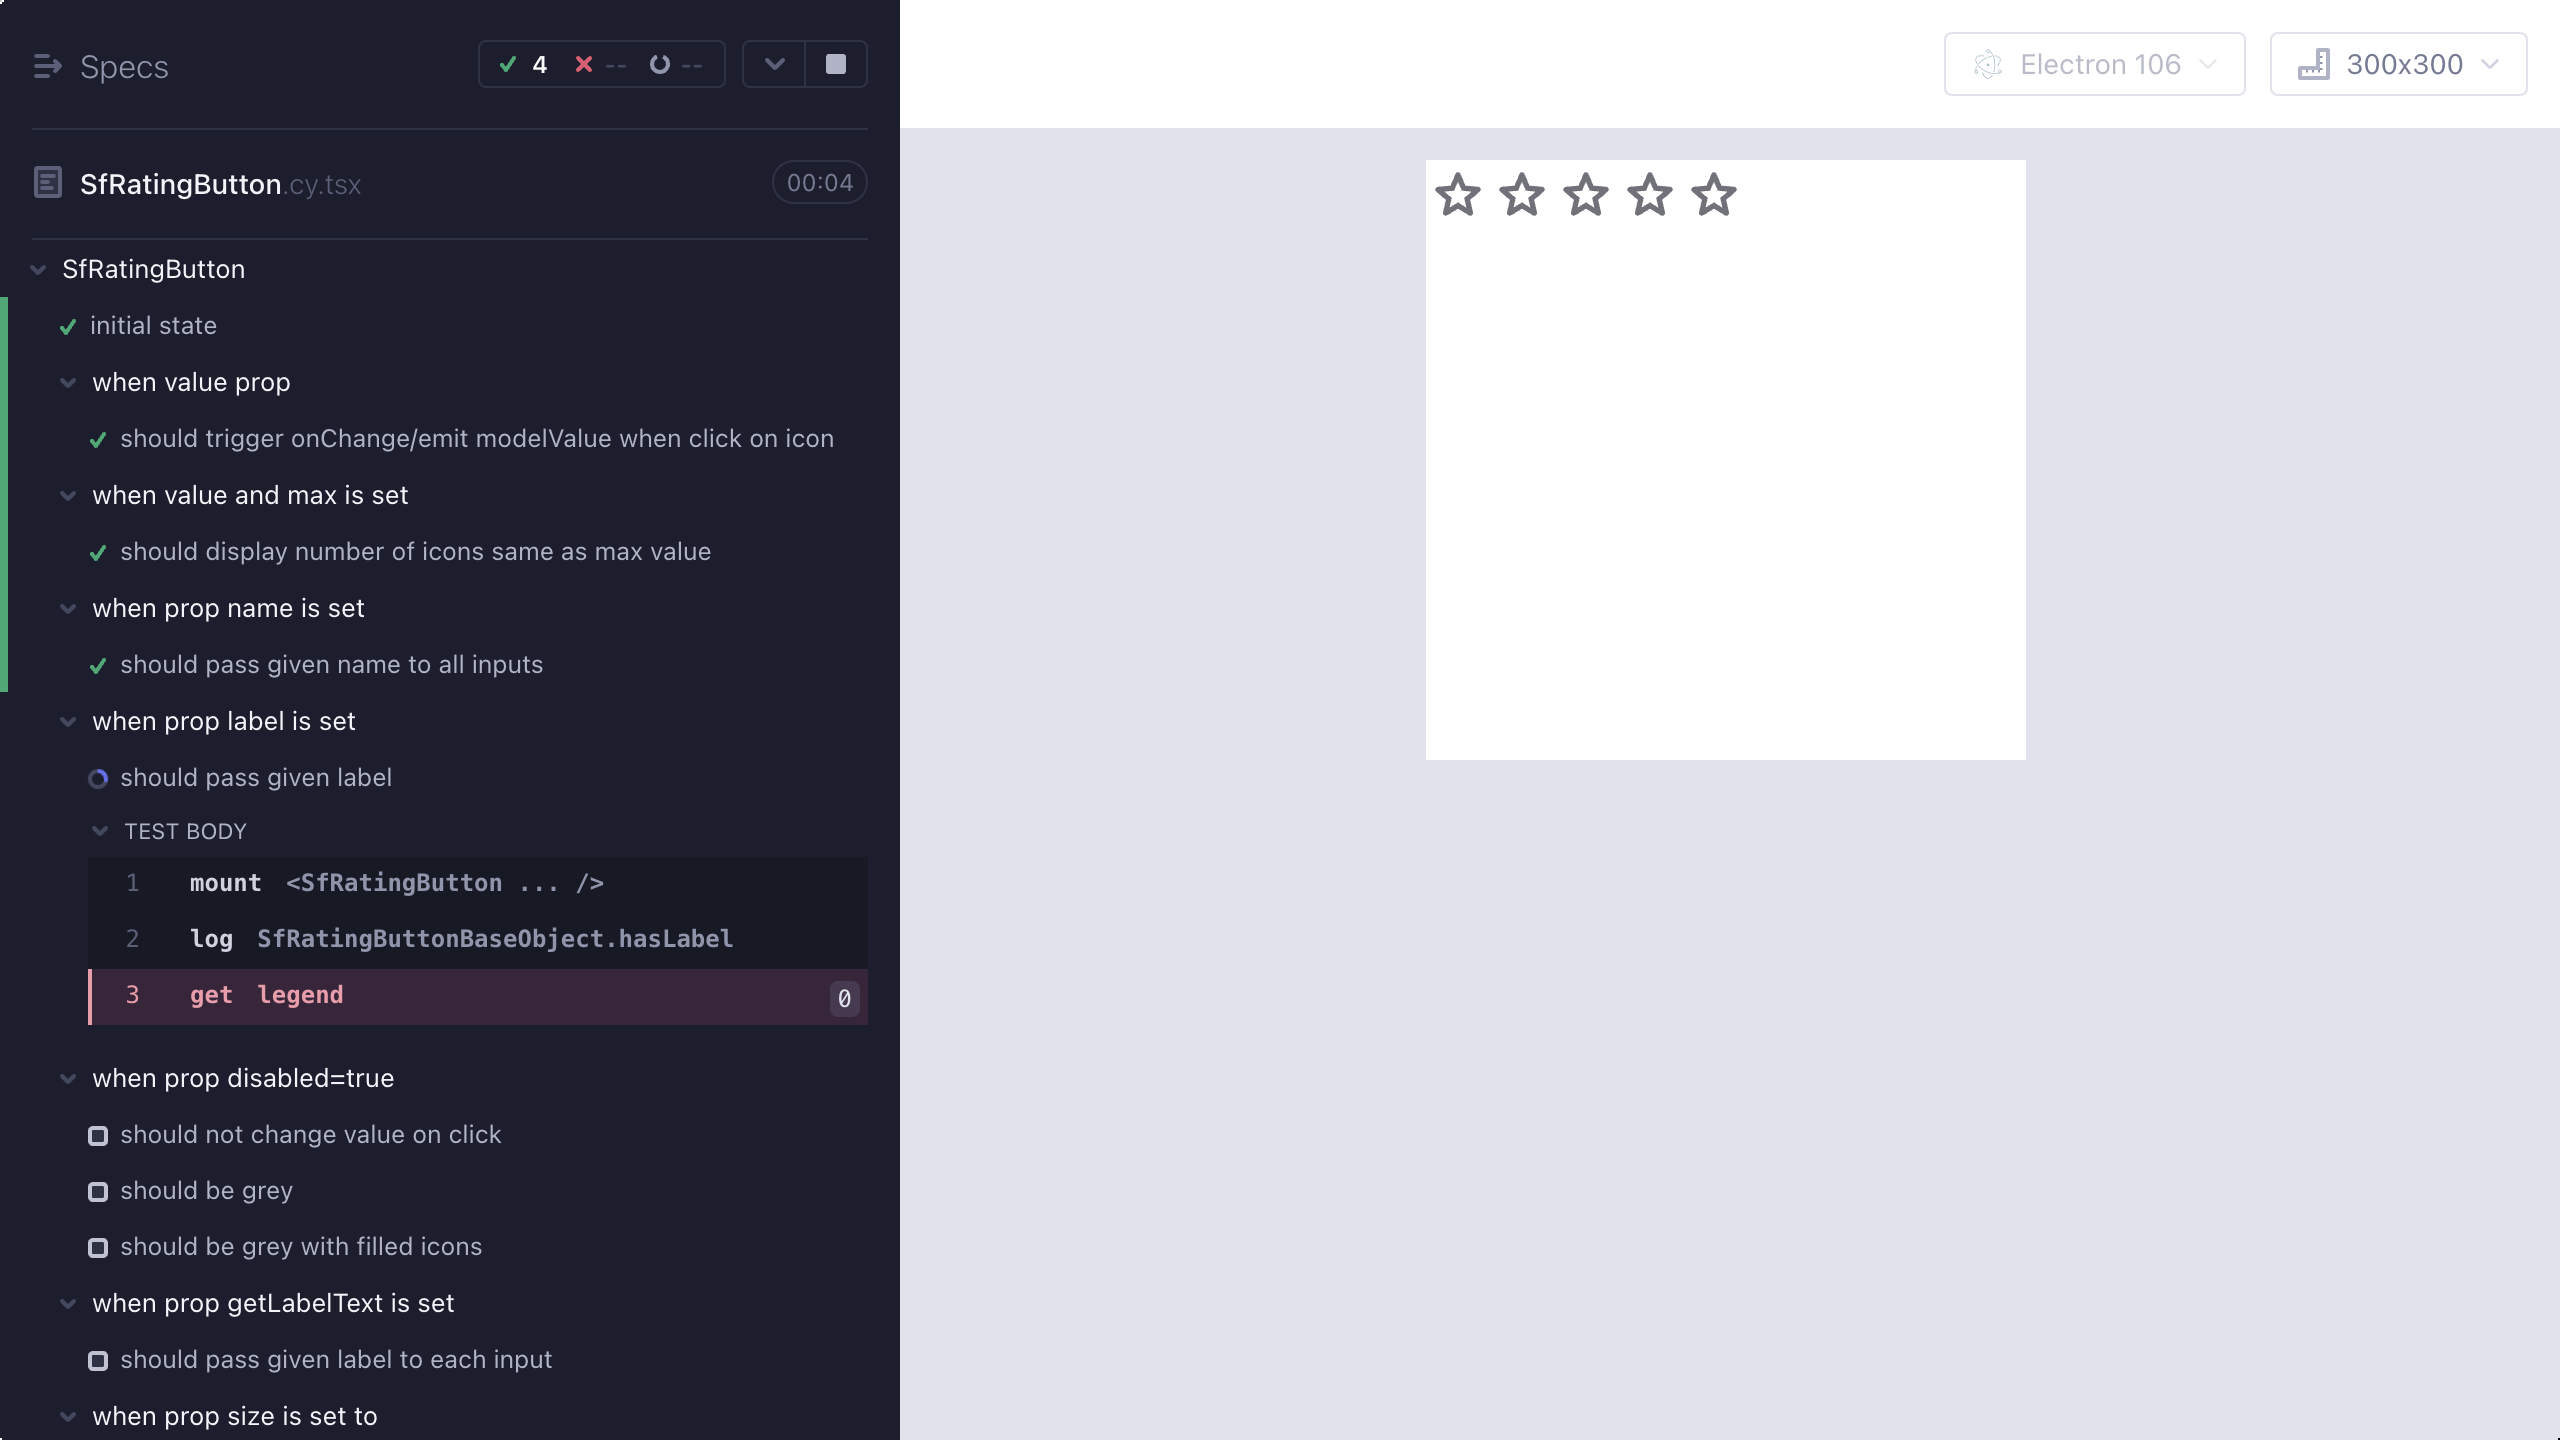 Specs
4 -- --
Electron 106
300x300
SfRatingButton.cy.tsx
00:04
SfRatingButton
initial state
when value prop
should trigger onChange/emit modelValue when click on icon
when value and max is set
should display number of icons same as max value
when prop name is set
should pass given name to all inputs
when prop label is set
should pass given label
TEST BODY
1 mount <SfRatingButton ... />
2 log SfRatingButtonBaseObject.hasLabel
3 get legend 0
when prop disabled=true
should not change value on click
should be grey
should be grey with filled icons
when prop getLabelText is set
should pass given label to each input
when prop size is set to